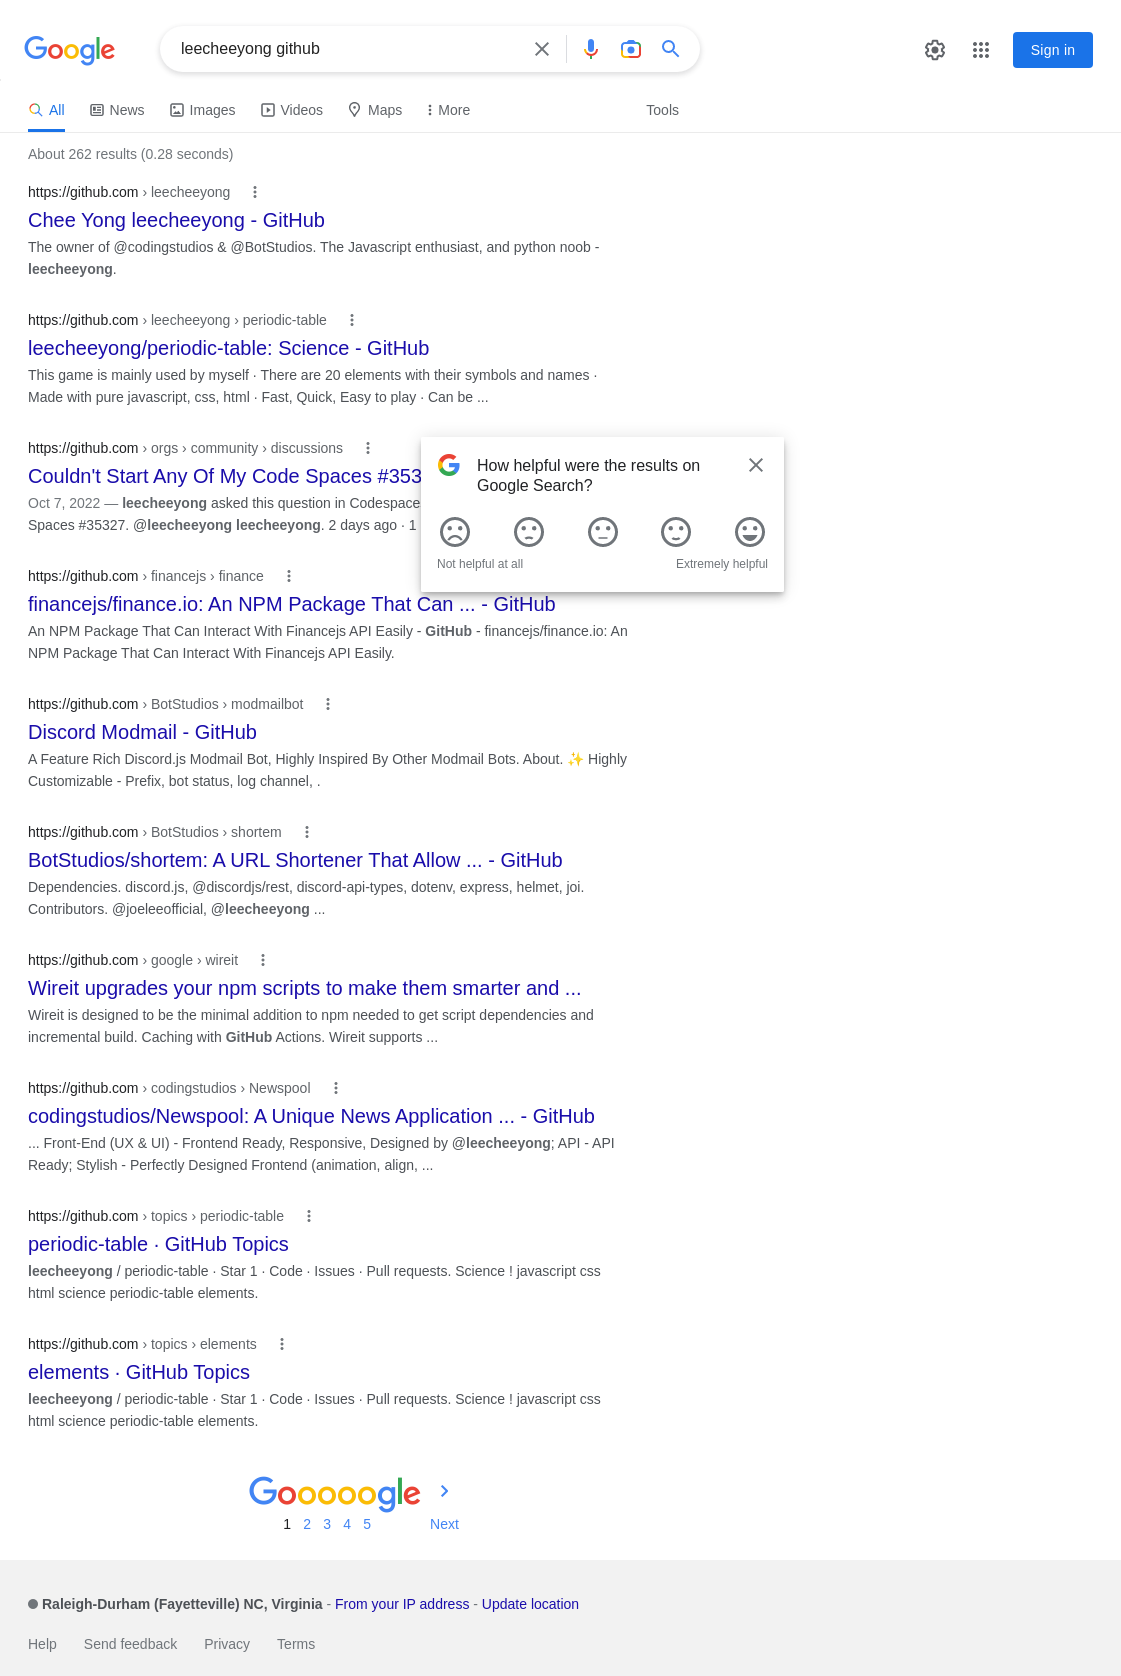 Google
leecheeyong github
Sign in
All
News
Images
Videos
Maps
More
Tools
About 262 results (0.28 seconds)
https://github.com › leecheeyong
Chee Yong leecheeyong - GitHub
The owner of @codingstudios & @BotStudios. The Javascript enthusiast, and python noob -
leecheeyong.
https://github.com › leecheeyong › periodic-table
leecheeyong/periodic-table: Science - GitHub
This game is mainly used by myself · There are 20 elements with their symbols and names ·
Made with pure javascript, css, html · Fast, Quick, Easy to play · Can be ...
https://github.com › orgs › community › discussions
Couldn't Start Any Of My Code Spaces #353
Oct 7, 2022 — leecheeyong asked this question in Codespace
Spaces #35327. @leecheeyong leecheeyong. 2 days ago · 1
How helpful were the results on
Google Search?
Not helpful at all
Extremely helpful
https://github.com › financejs › finance
financejs/finance.io: An NPM Package That Can ... - GitHub
An NPM Package That Can Interact With Financejs API Easily - GitHub - financejs/finance.io: An
NPM Package That Can Interact With Financejs API Easily.
https://github.com › BotStudios › modmailbot
Discord Modmail - GitHub
A Feature Rich Discord.js Modmail Bot, Highly Inspired By Other Modmail Bots. About. ✨ Highly
Customizable - Prefix, bot status, log channel, .
https://github.com › BotStudios › shortem
BotStudios/shortem: A URL Shortener That Allow ... - GitHub
Dependencies. discord.js, @discordjs/rest, discord-api-types, dotenv, express, helmet, joi.
Contributors. @joeleeofficial, @leecheeyong ...
https://github.com › google › wireit
Wireit upgrades your npm scripts to make them smarter and ...
Wireit is designed to be the minimal addition to npm needed to get script dependencies and
incremental build. Caching with GitHub Actions. Wireit supports ...
https://github.com › codingstudios › Newspool
codingstudios/Newspool: A Unique News Application ... - GitHub
... Front-End (UX & UI) - Frontend Ready, Responsive, Designed by @leecheeyong; API - API
Ready; Stylish - Perfectly Designed Frontend (animation, align, ...
https://github.com › topics › periodic-table
periodic-table · GitHub Topics
leecheeyong / periodic-table · Star 1 · Code · Issues · Pull requests. Science ! javascript css
html science periodic-table elements.
https://github.com › topics › elements
elements · GitHub Topics
leecheeyong / periodic-table · Star 1 · Code · Issues · Pull requests. Science ! javascript css
html science periodic-table elements.
Gooooogle
1 2 3 4 5 Next
Raleigh-Durham (Fayetteville) NC, Virginia - From your IP address - Update location
Help Send feedback Privacy Terms